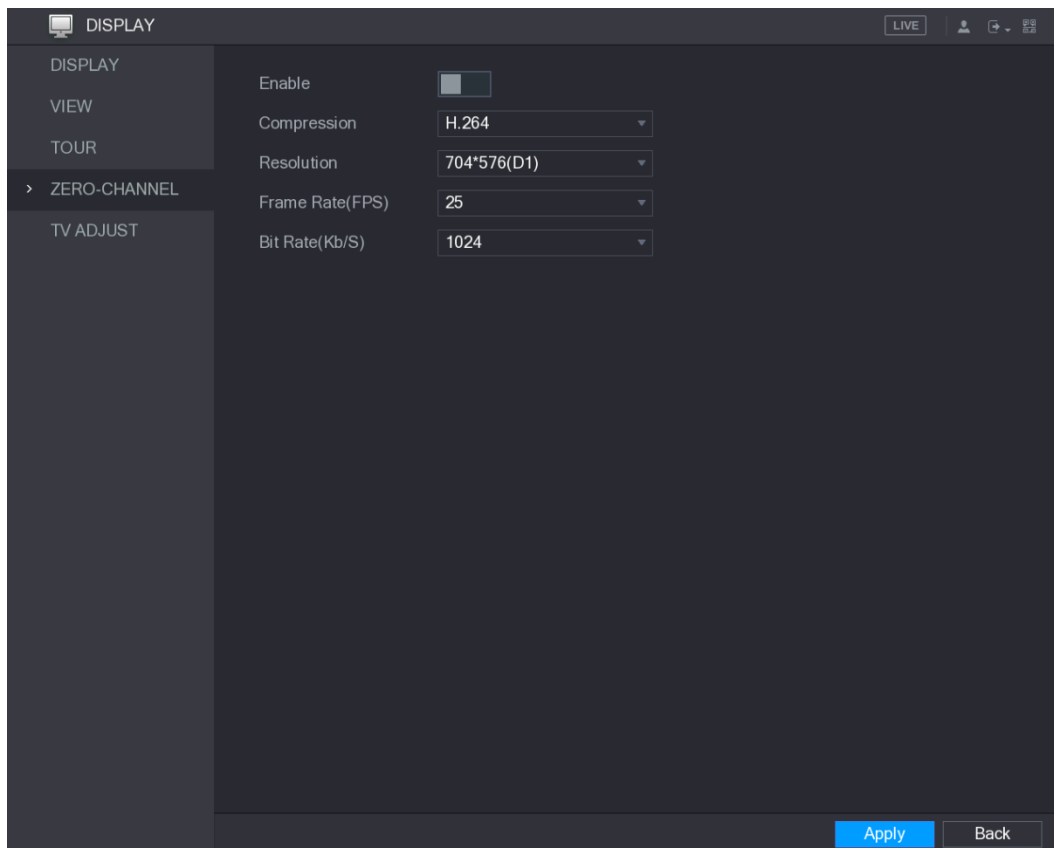 DISPLAY
LIVE
DISPLAY
VIEW
TOUR
> ZERO-CHANNEL
TV ADJUST
Enable
Compression H.264
Resolution 704*576(D1)
Frame Rate(FPS) 25
Bit Rate(Kb/S) 1024
Apply Back